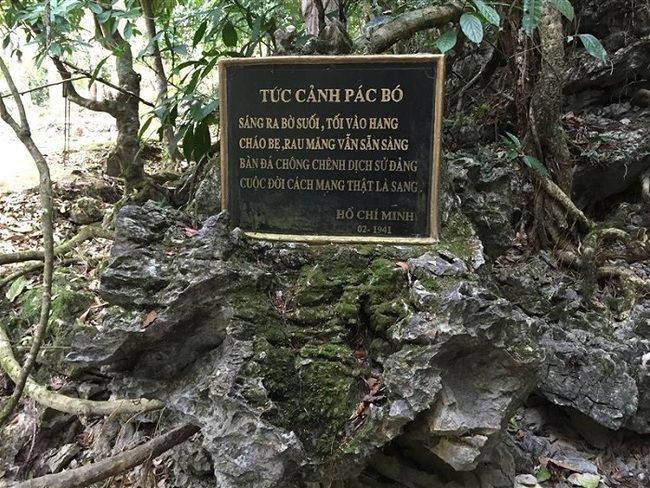 TỨC CẢNH PÁC BÓ
SÁNG RA BỜ SUỐI, TỐI VÀO HANG
CHÁO BẸ, RAU MĂNG VẪN SẴN SÀNG
BÀN ĐÁ CHÔNG CHÊNH DỊCH SỬ ĐẢNG
CUỘC ĐỜI CÁCH MẠNG THẬT LÀ SANG
HỒ CHÍ MINH
02- 1941